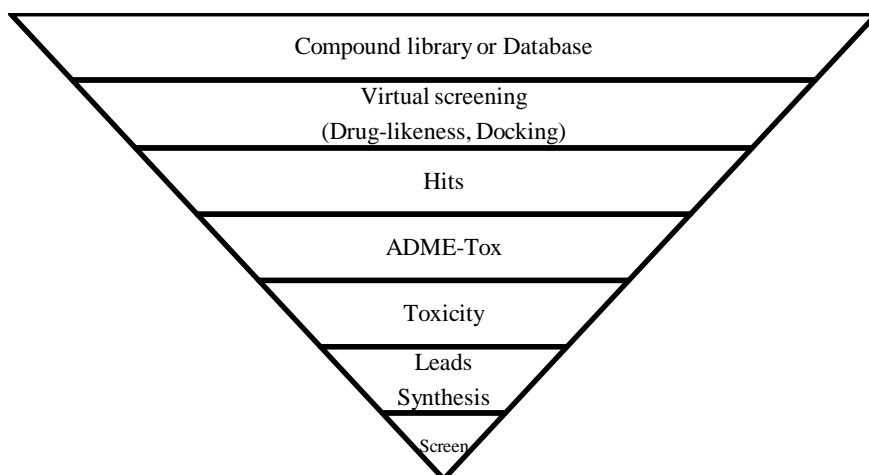 Compound library or Database
Virtual screening
(Drug-likeness, Docking)
Hits
ADME-Tox
Toxicity
Leads
Synthesis
Screen